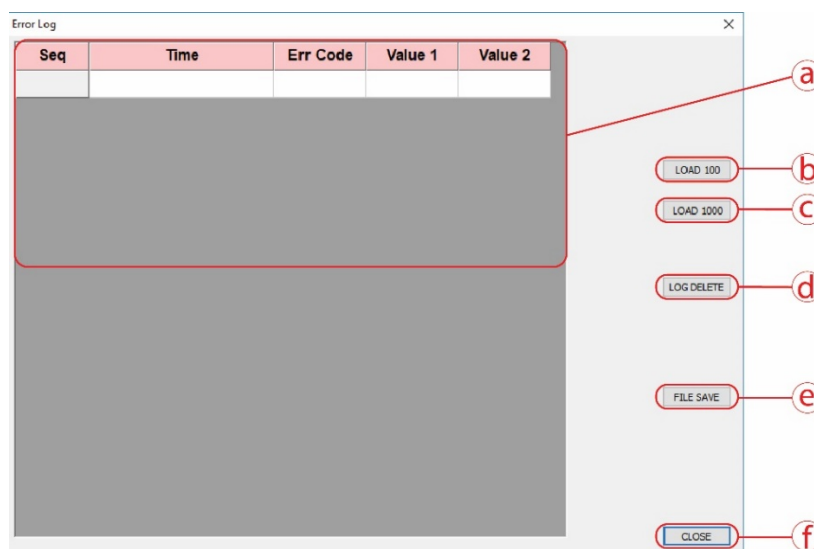 Error Log
Seq Time Err Code Value 1 Value 2
a
LOAD 100 b
LOAD 1000 c
LOG DELETE d
FILE SAVE e
CLOSE f